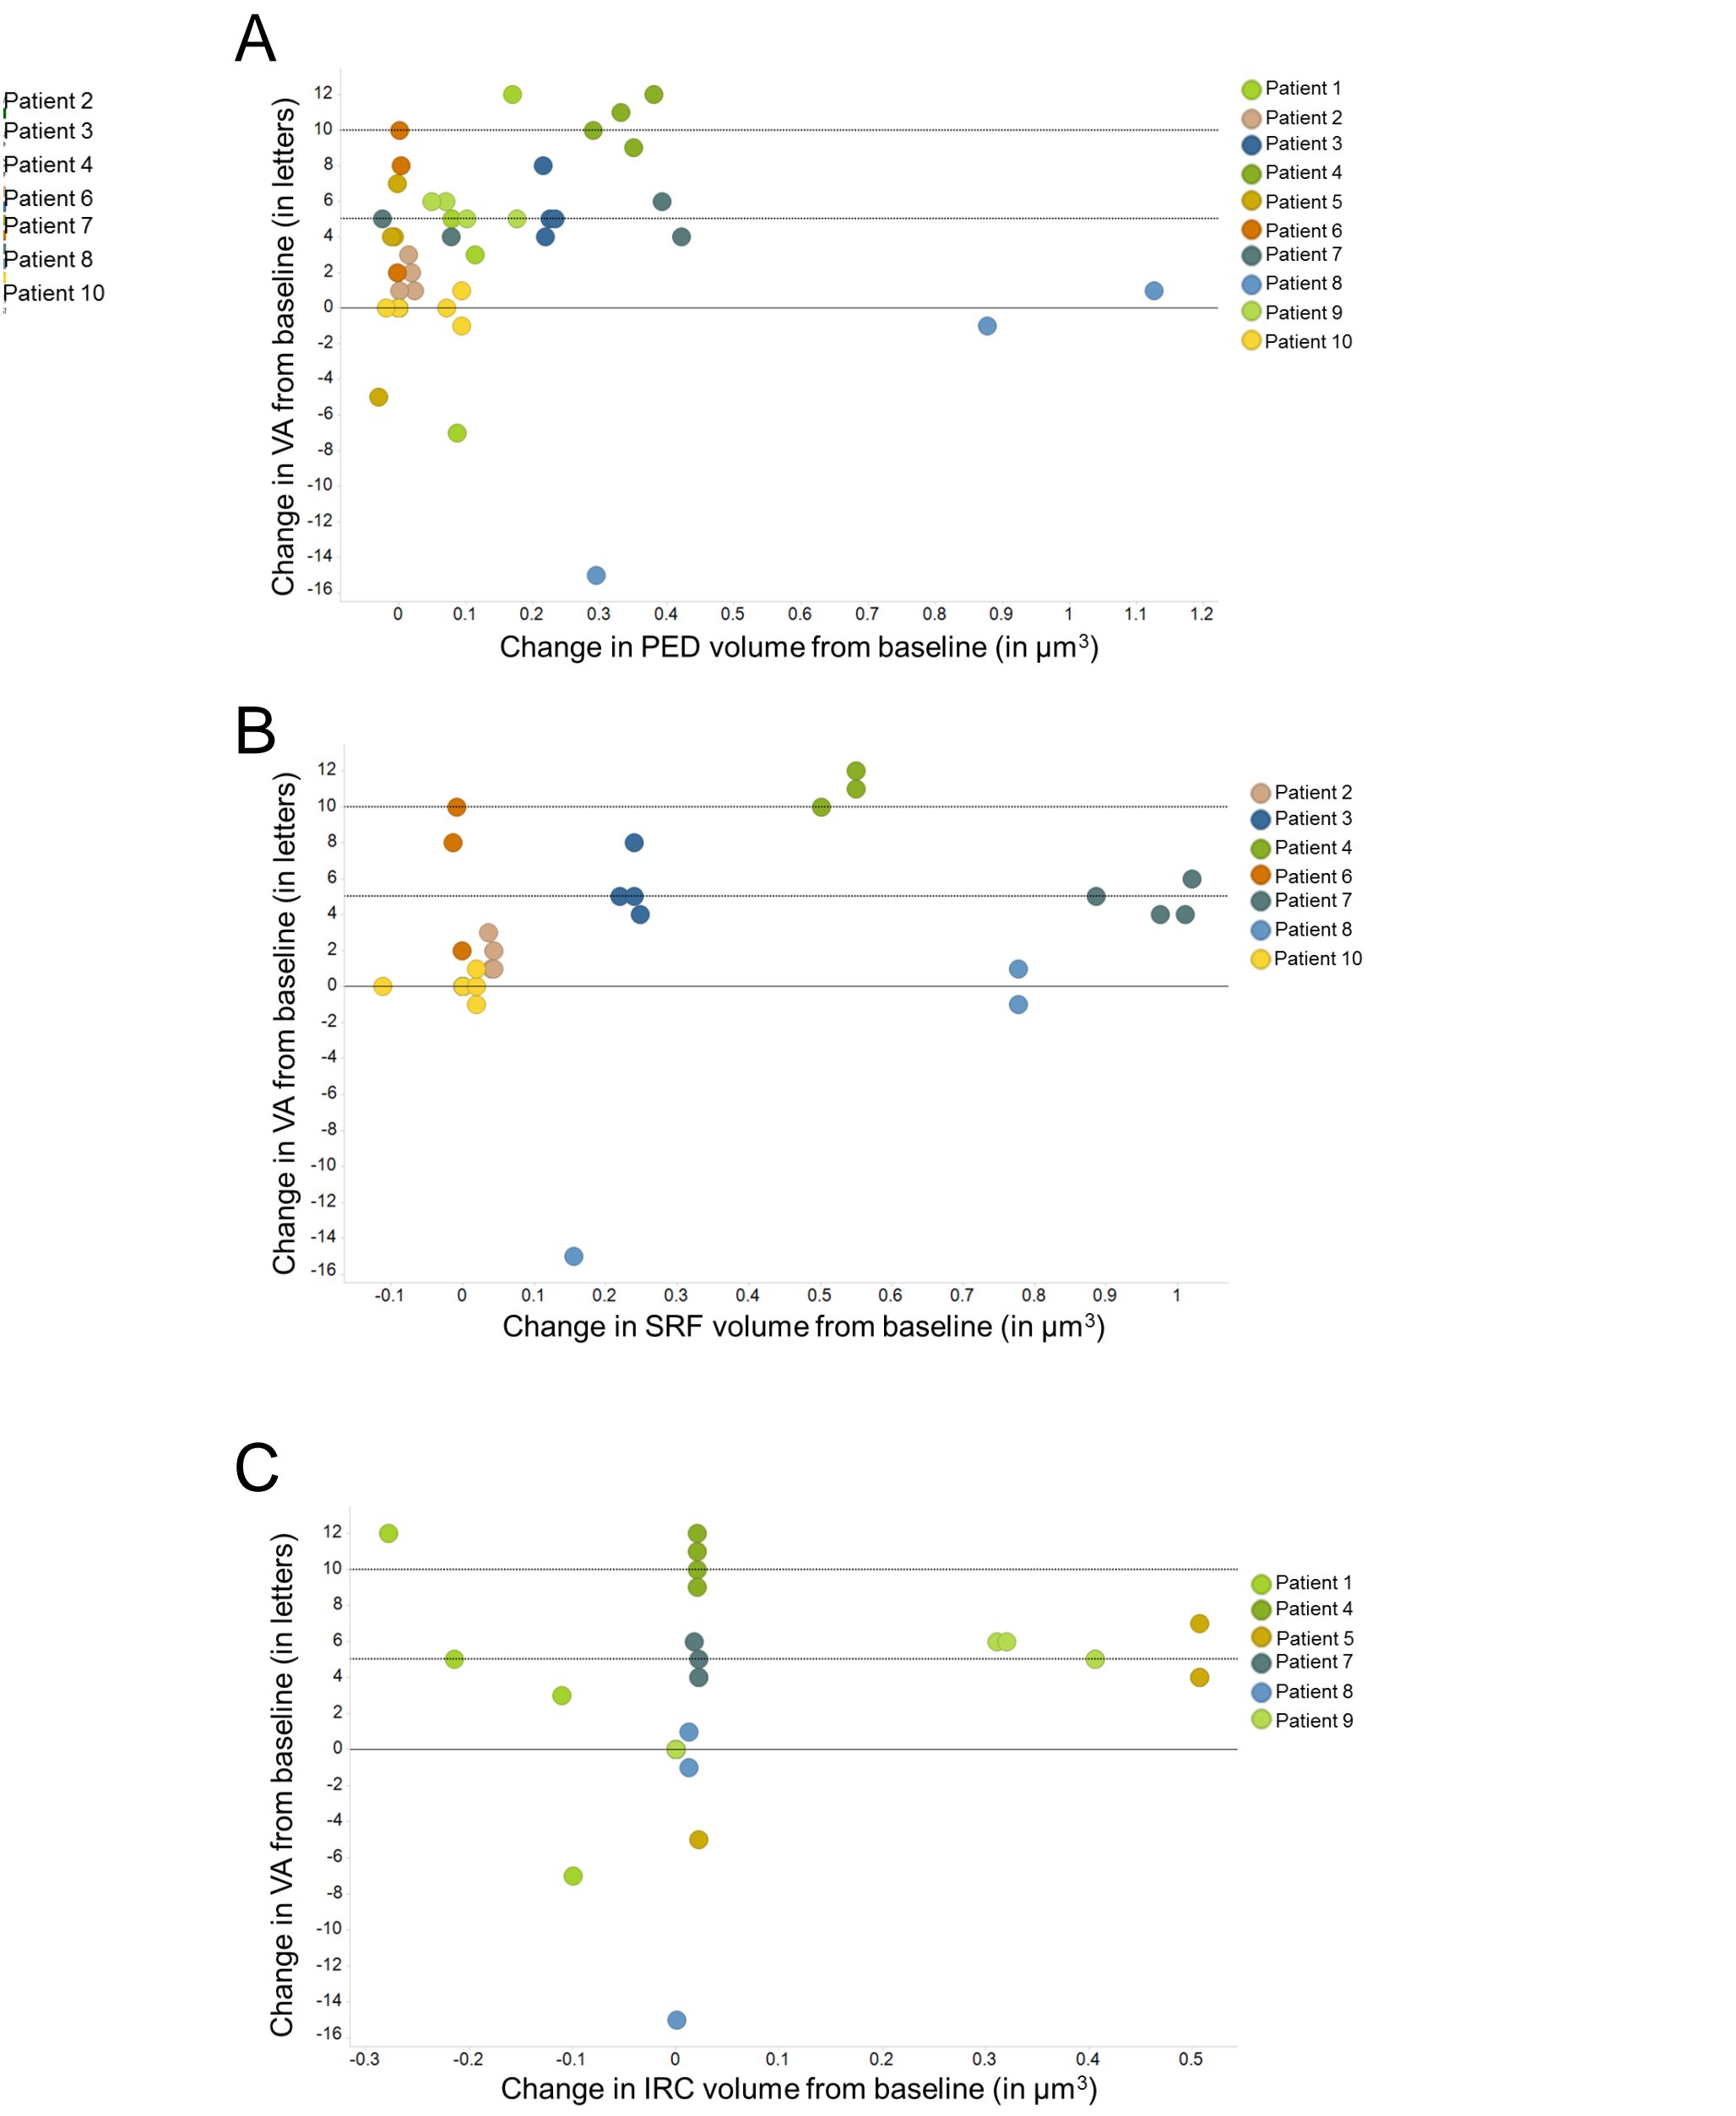 A
Patient 2
Patient 3
Patient 4
Patient 6
Patient 7
Patient 8
Patient 10
Change in VA from baseline (in letters)
12
10
8
6
4
2
0
-2
-4
-6
-8
-10
-12
-14
-16
0 0.1 0.2 0.3 0.4 0.5 0.6 0.7 0.8 0.9 1 1.1 1.2
Change in PED volume from baseline (in µm³)
Patient 1
Patient 2
Patient 3
Patient 4
Patient 5
Patient 6
Patient 7
Patient 8
Patient 9
Patient 10
B
Change in VA from baseline (in letters)
12
10
8
6
4
2
0
-2
-4
-6
-8
-10
-12
-14
-16
-0.1 0 0.1 0.2 0.3 0.4 0.5 0.6 0.7 0.8 0.9 1
Change in SRF volume from baseline (in µm³)
Patient 2
Patient 3
Patient 4
Patient 6
Patient 7
Patient 8
Patient 10
C
Change in VA from baseline (in letters)
12
10
8
6
4
2
0
-2
-4
-6
-8
-10
-12
-14
-16
-0.3 -0.2 -0.1 0 0.1 0.2 0.3 0.4 0.5
Change in IRC volume from baseline (in µm³)
Patient 1
Patient 4
Patient 5
Patient 7
Patient 8
Patient 9